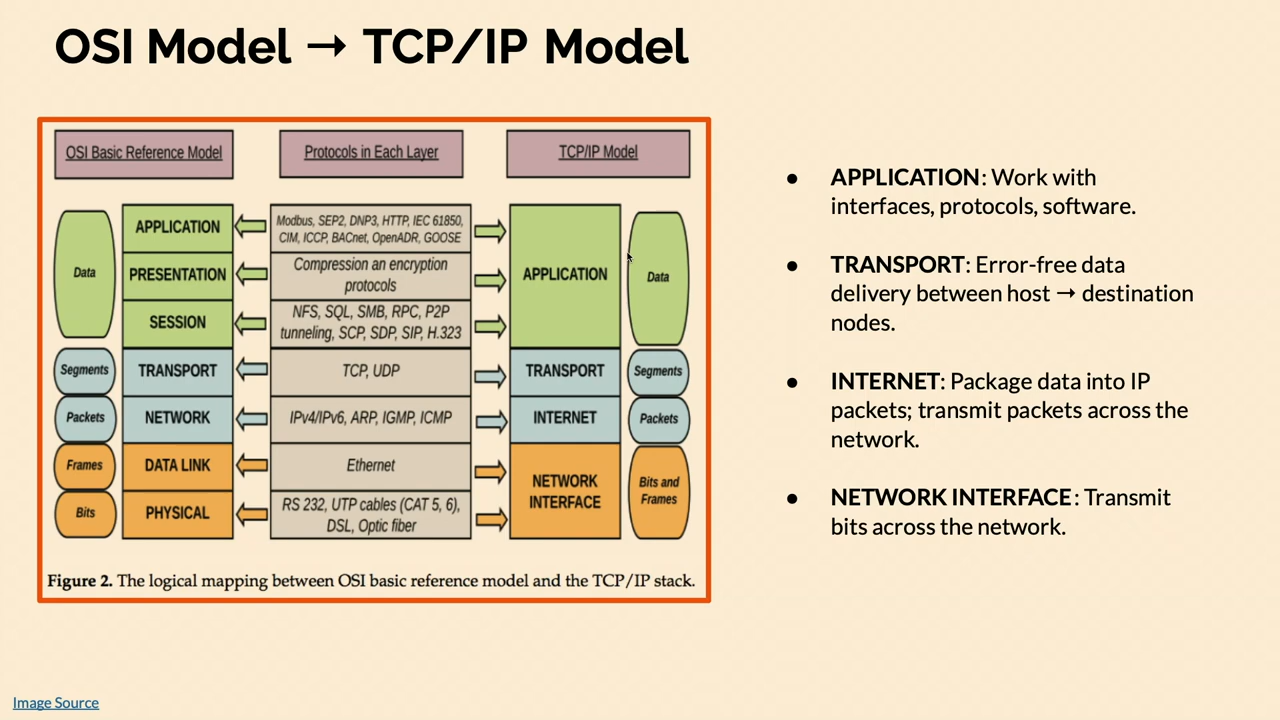 OSI Model → TCP/IP Model
OSI Basic Reference Model
Protocols in Each Layer
TCP/IP Model
Data
APPLICATION
PRESENTATION
SESSION
Segments
TRANSPORT
Packets
NETWORK
Frames
DATA LINK
Bits
PHYSICAL
Modbus, SEP2, DNP3, HTTP, IEC 61850,
CIM, ICCP, BACnet, OpenADR, GOOSE
Compression an encryption
protocols
NFS, SQL, SMB, RPC, P2P
tunneling, SCP, SDP, SIP, H.323
TCP, UDP
IPv4/IPv6, ARP, IGMP, ICMP
Ethernet
RS 232, UTP cables (CAT 5, 6),
DSL, Optic fiber
APPLICATION
Data
TRANSPORT
Segments
INTERNET
Packets
NETWORK
INTERFACE
Bits and
Frames
Figure 2. The logical mapping between OSI basic reference model and the TCP/IP stack.
● APPLICATION: Work with
interfaces, protocols, software.
● TRANSPORT: Error-free data
delivery between host → destination
nodes.
● INTERNET: Package data into IP
packets; transmit packets across the
network.
● NETWORK INTERFACE: Transmit
bits across the network.
Image Source